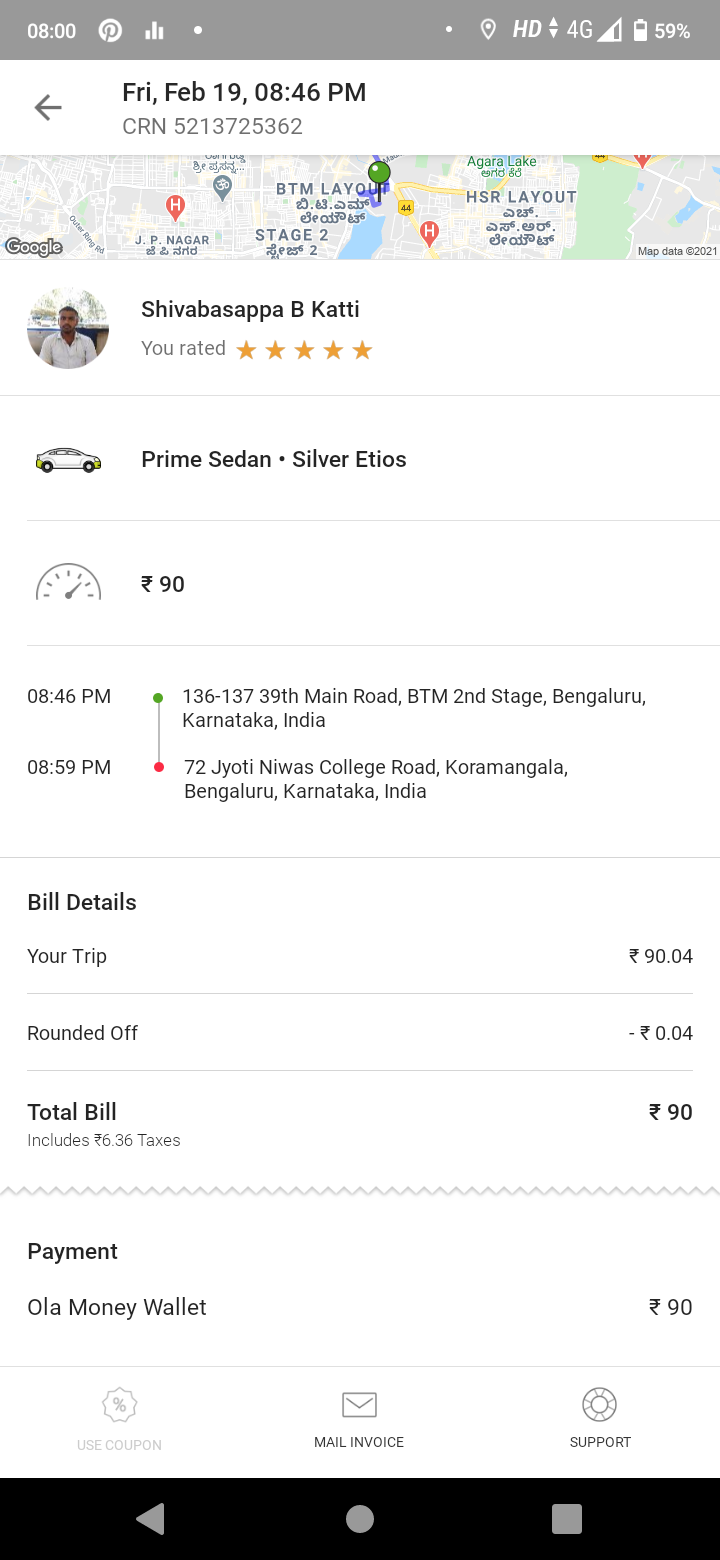 08:00
HD 4G 59%
Fri, Feb 19, 08:46 PM
CRN 5213725362
Agara Lake
ಅಗರ ಕೆರೆ
44
BTM LAYOUT
ಬಿ.ಟಿ.ಎಮ್
ಲೇಯೌಟ್
STAGE 2
ಸ್ಟೇಜ್ 2
44
HSR LAYOUT
ಎಚ್.
ಎಸ್.ಆರ್.
ಲೇಯೌಟ್
Outer Ring Rd
J. P. NAGAR
ಜೆ ಪಿ ನಗರ
Google
Map data ©2021
Shivabasappa B Katti
You rated
Prime Sedan • Silver Etios
₹ 90
08:46 PM 136-137 39th Main Road, BTM 2nd Stage, Bengaluru,
Karnataka, India
08:59 PM 72 Jyoti Niwas College Road, Koramangala,
Bengaluru, Karnataka, India
Bill Details
Your Trip ₹ 90.04
Rounded Off - ₹ 0.04
Total Bill ₹ 90
Includes ₹6.36 Taxes
Payment
Ola Money Wallet ₹ 90
USE COUPON MAIL INVOICE SUPPORT